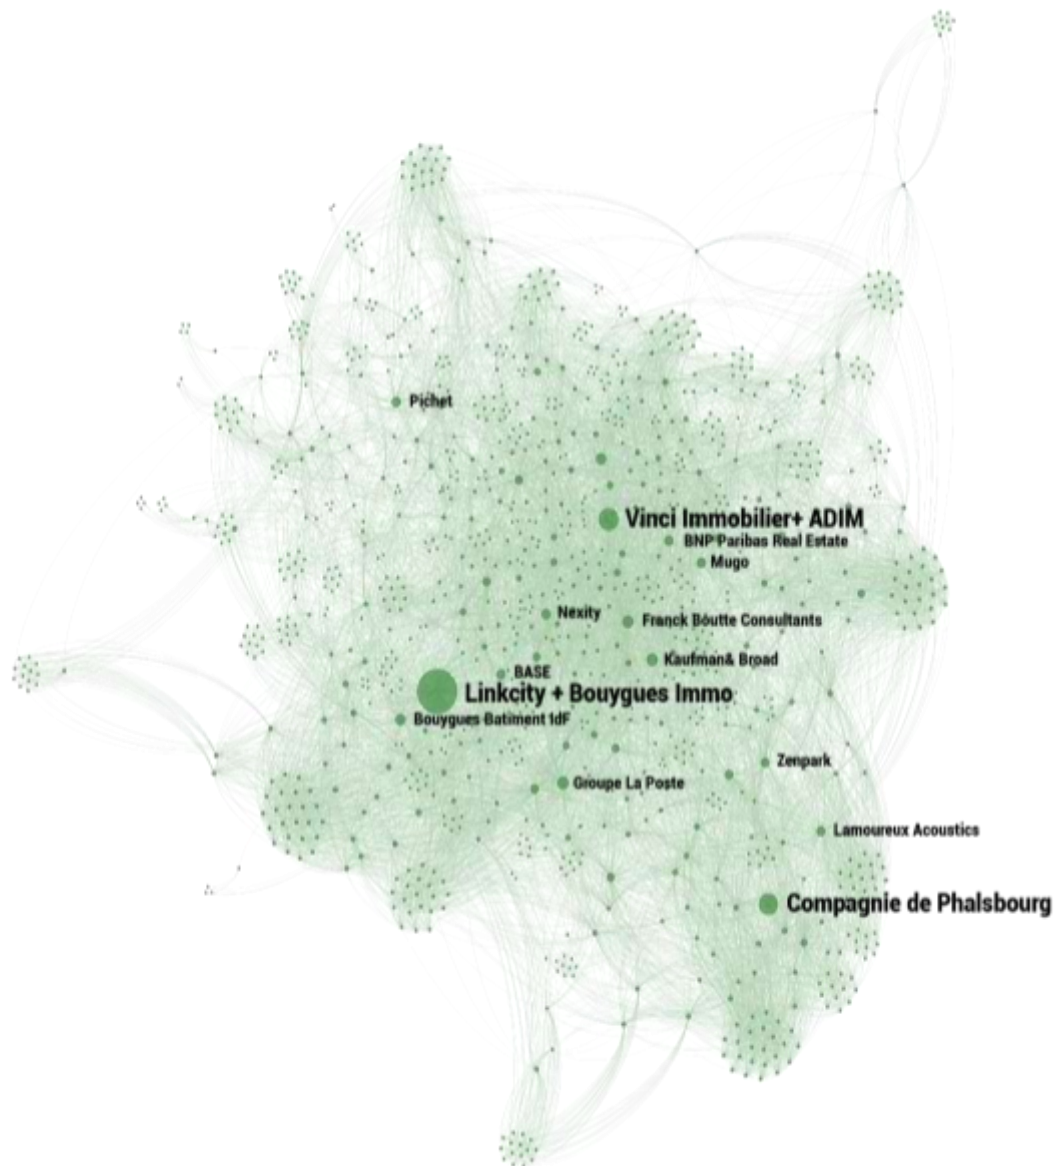 Pichet
Vinci Immobilier+ ADIM
BNP Paribas Real Estate
Mugo
Nexity
Franck Boutte Consultants
Kaufman& Broad
BASE
Linkcity + Bouygues Immo
Bouygues Batiment IdF
Zenpark
Groupe La Poste
Lamoureux Acoustics
Compagnie de Phalsbourg